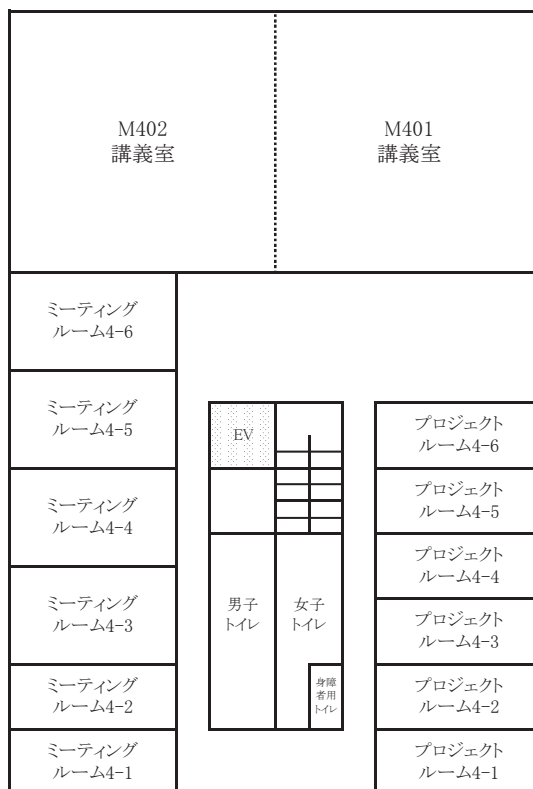 M402
講義室
M401
講義室
ミーティング
ルーム4-6
ミーティング
ルーム4-5
ミーティング
ルーム4-4
ミーティング
ルーム4-3
ミーティング
ルーム4-2
ミーティング
ルーム4-1
EV
男子
トイレ
女子
トイレ
身障
者用
トイレ
プロジェクト
ルーム4-6
プロジェクト
ルーム4-5
プロジェクト
ルーム4-4
プロジェクト
ルーム4-3
プロジェクト
ルーム4-2
プロジェクト
ルーム4-1